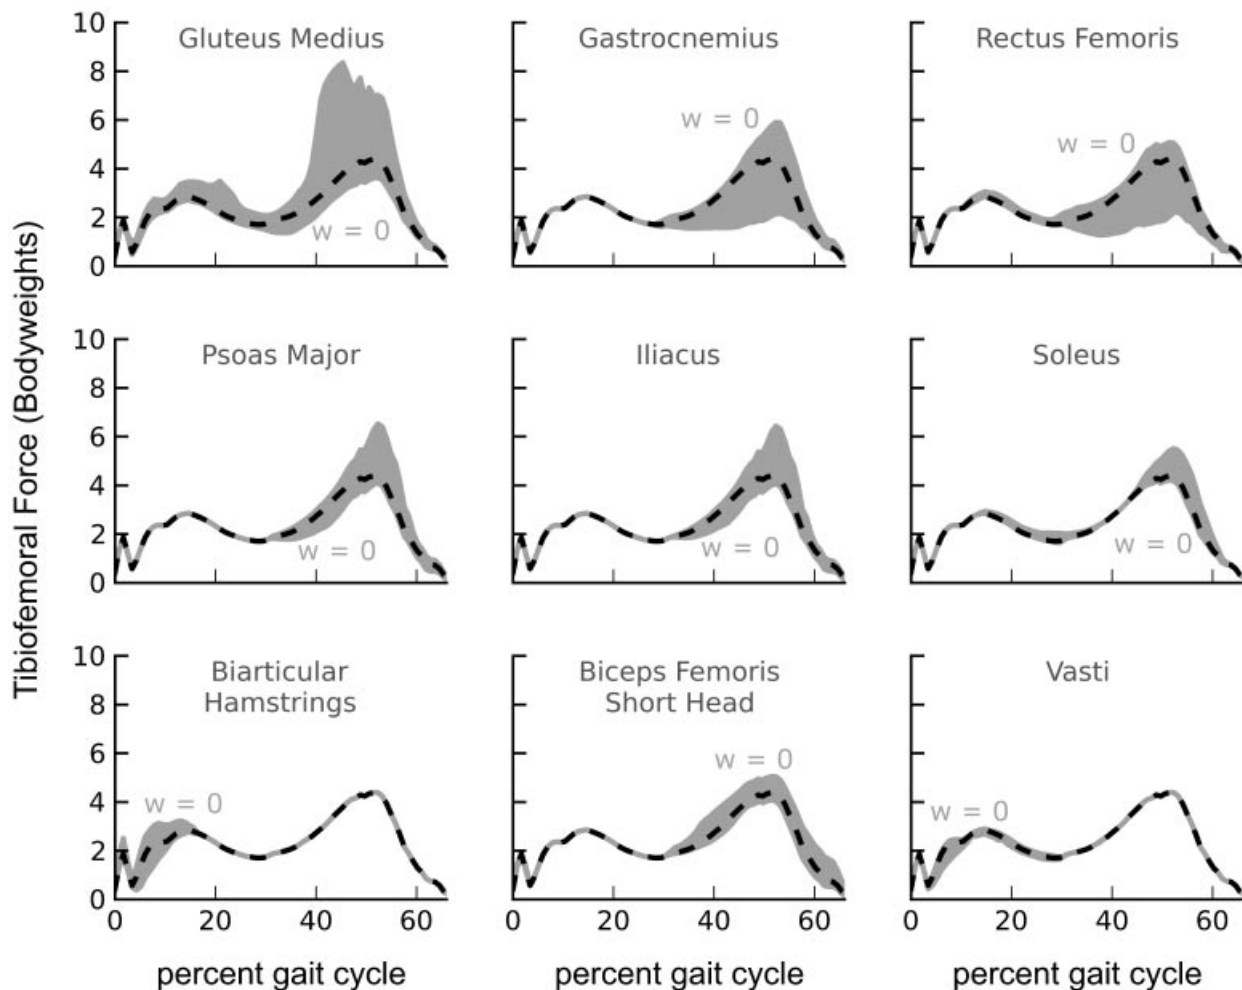 Tibiofemoral Force (Bodyweights)
10
8
6
4
2
0
Gluteus Medius
w = 0
Gastrocnemius
w = 0
Rectus Femoris
w = 0
10
8
6
4
2
0
Psoas Major
w = 0
Iliacus
w = 0
Soleus
w = 0
10
8
6
4
2
0
Biarticular
Hamstrings
w = 0
0 20 40 60
percent gait cycle
Biceps Femoris
Short Head
w = 0
0 20 40 60
percent gait cycle
Vasti
w = 0
0 20 40 60
percent gait cycle